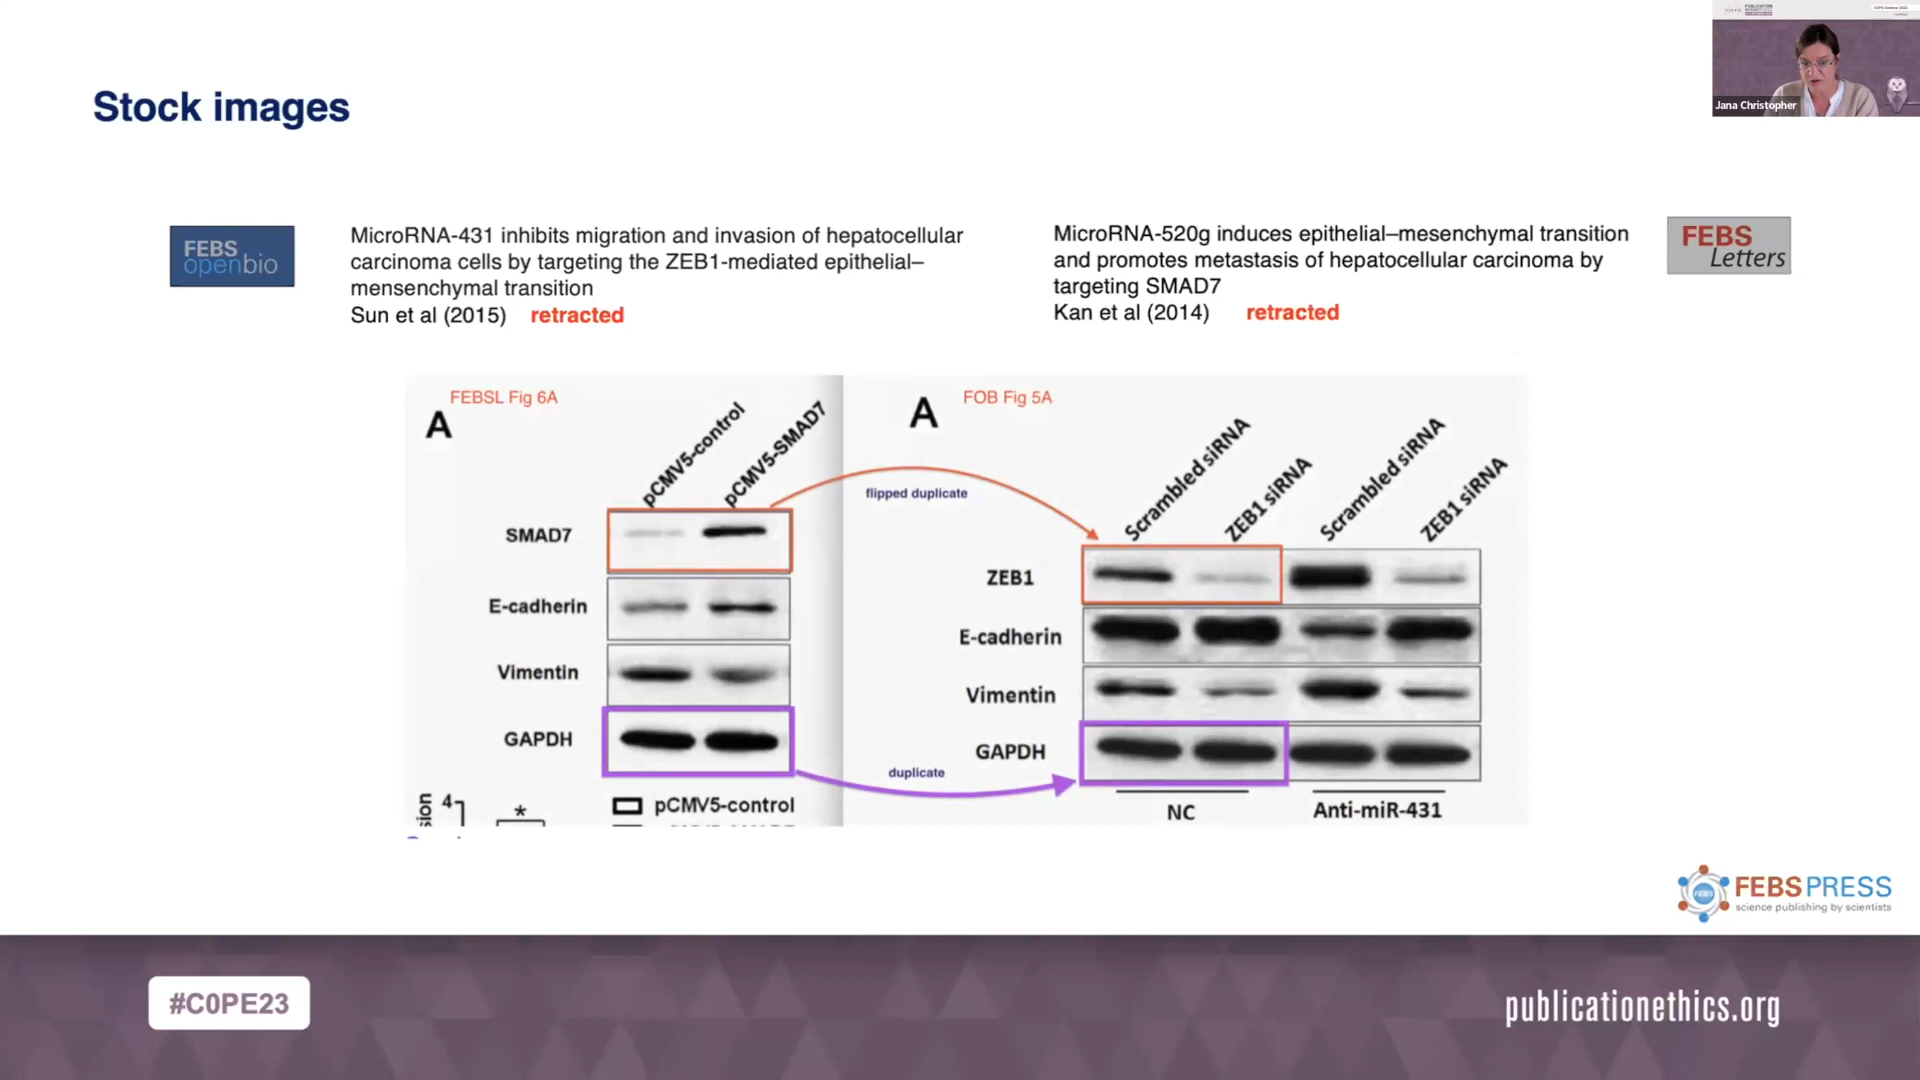 Stock images
PUBLICATION
Jana Christopher
FEBS
openbio
MicroRNA-431 inhibits migration and invasion of hepatocellular
carcinoma cells by targeting the ZEB1-mediated epithelial–
mensenchymal transition
Sun et al (2015) retracted
MicroRNA-520g induces epithelial–mesenchymal transition
and promotes metastasis of hepatocellular carcinoma by
targeting SMAD7
Kan et al (2014) retracted
FEBS
Letters
FEBSL Fig 6A
A
pCMV5-control
pCMV5-SMAD7
SMAD7
E-cadherin
Vimentin
GAPDH
sion
4
*
pCMV5-control
flipped duplicate
duplicate
FOB Fig 5A
A
Scrambled siRNA
ZEB1 siRNA
Scrambled siRNA
ZEB1 siRNA
ZEB1
E-cadherin
Vimentin
GAPDH
NC
Anti-miR-431
FEBS PRESS
science publishing by scientists
#C0PE23
publicationethics.org